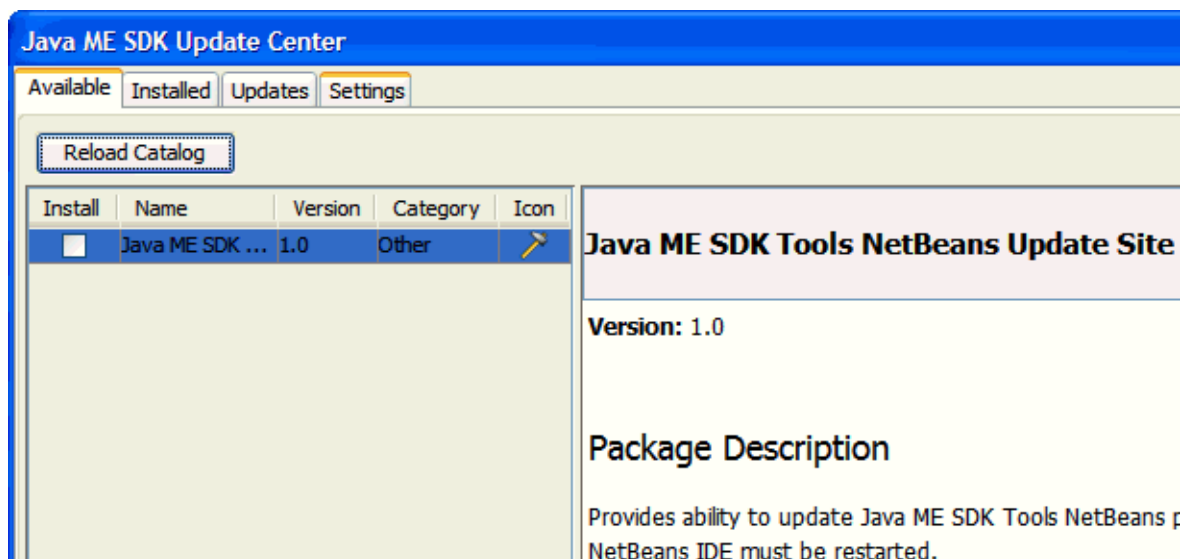 Java ME SDK Update Center
Available Installed Updates Settings
Reload Catalog
Install Name Version Category Icon
Java ME SDK ... 1.0 Other
Java ME SDK Tools NetBeans Update Site
Version: 1.0
Package Description
Provides ability to update Java ME SDK Tools NetBeans
NetBeans IDE must be restarted.